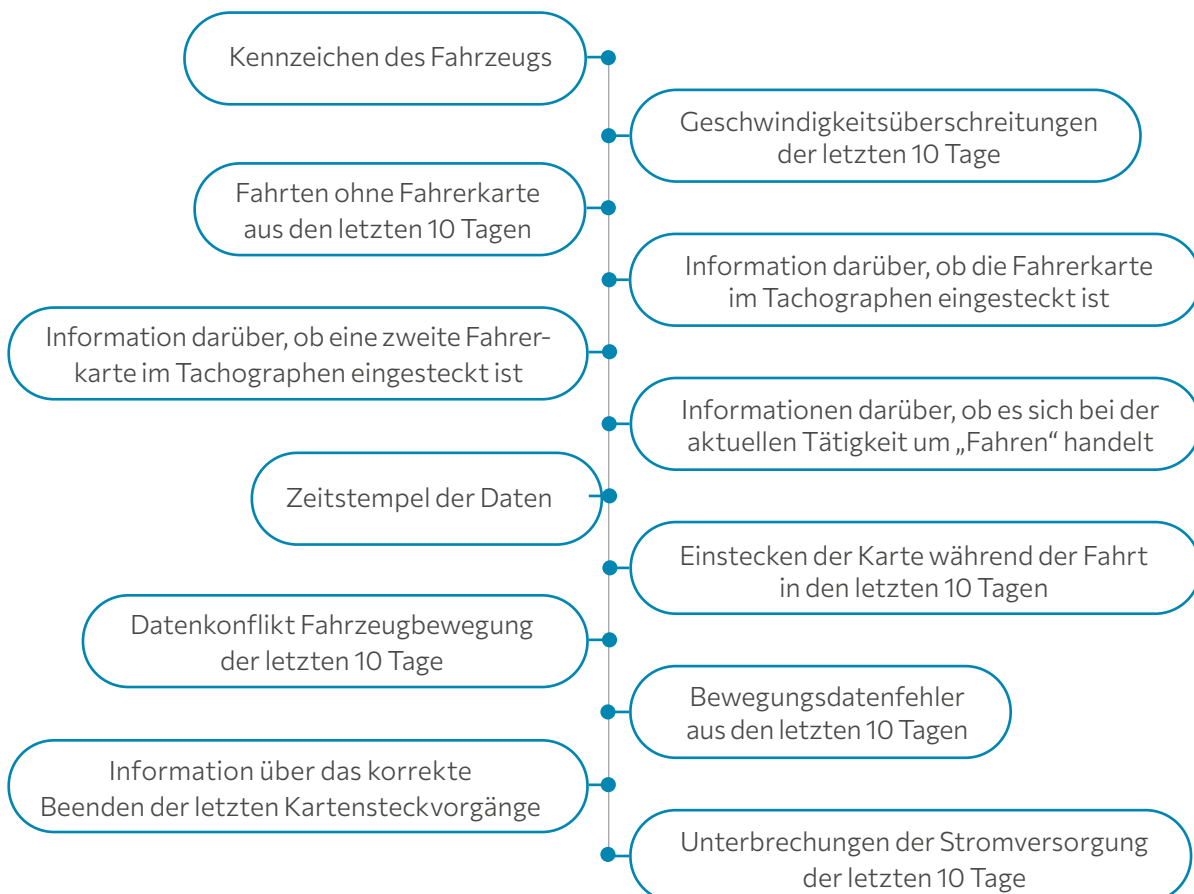 Kennzeichen des Fahrzeugs
Geschwindigkeitsüberschreitungen
der letzten 10 Tage
Fahrten ohne Fahrerkarte
aus den letzten 10 Tagen
Information darüber, ob die Fahrerkarte
im Tachographen eingesteckt ist
Information darüber, ob eine zweite Fahrer-
karte im Tachographen eingesteckt ist
Informationen darüber, ob es sich bei der
aktuellen Tätigkeit um „Fahren“ handelt
Zeitstempel der Daten
Einstecken der Karte während der Fahrt
in den letzten 10 Tagen
Datenkonflikt Fahrzeugbewegung
der letzten 10 Tage
Bewegungsdatenfehler
aus den letzten 10 Tagen
Information über das korrekte
Beenden der letzten Kartensteckvorgänge
Unterbrechungen der Stromversorgung
der letzten 10 Tage